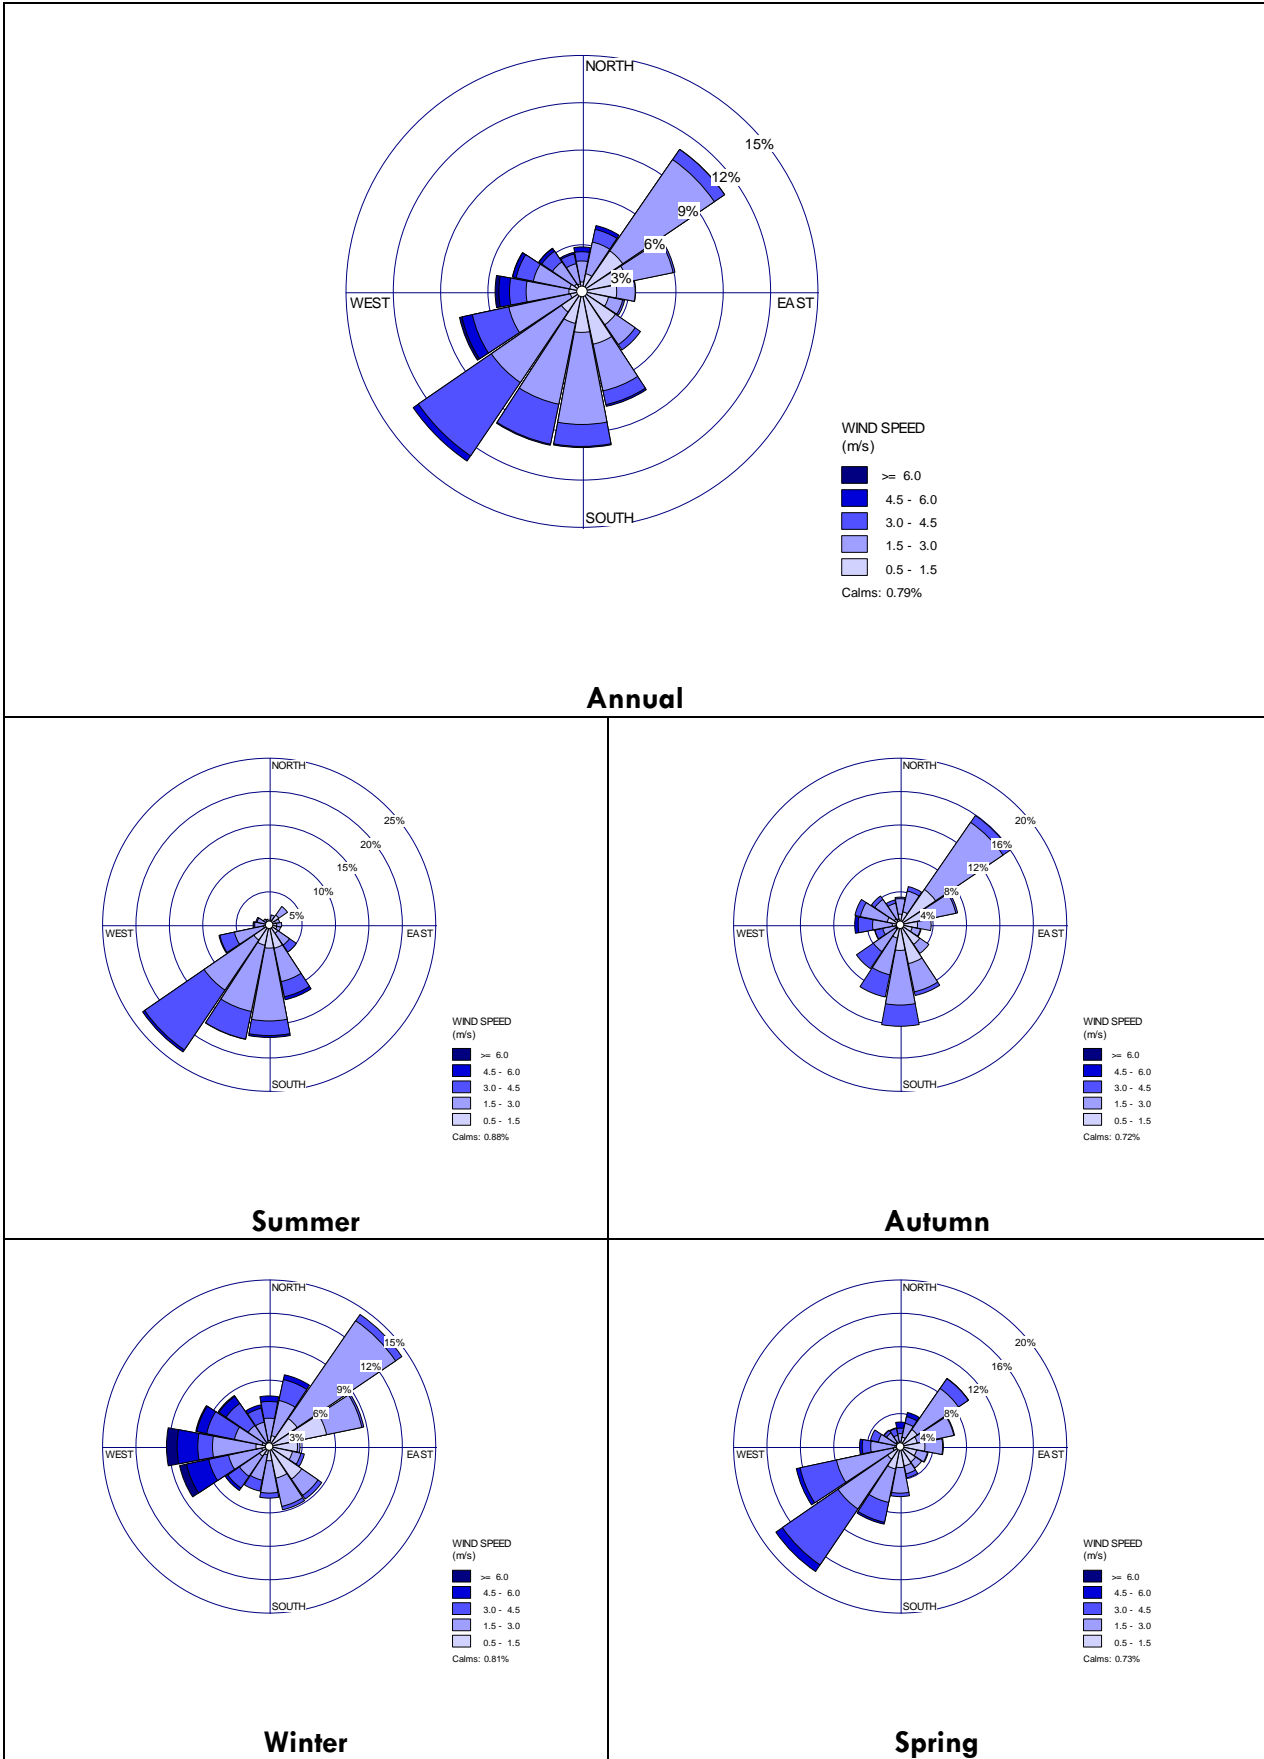 NORTH
15%
12%
9%
6%
3%
WEST
EAST
SOUTH
WIND SPEED
(m/s)
>= 6.0
4.5 - 6.0
3.0 - 4.5
1.5 - 3.0
0.5 - 1.5
Calms: 0.79%
Annual
NORTH
25%
20%
15%
10%
5%
WEST
EAST
SOUTH
WIND SPEED
(m/s)
>= 6.0
4.5 - 6.0
3.0 - 4.5
1.5 - 3.0
0.5 - 1.5
Calms: 0.88%
Summer
NORTH
20%
16%
12%
8%
4%
WEST
EAST
SOUTH
WIND SPEED
(m/s)
>= 6.0
4.5 - 6.0
3.0 - 4.5
1.5 - 3.0
0.5 - 1.5
Calms: 0.72%
Autumn
NORTH
15%
12%
9%
6%
3%
WEST
EAST
SOUTH
WIND SPEED
(m/s)
>= 6.0
4.5 - 6.0
3.0 - 4.5
1.5 - 3.0
0.5 - 1.5
Calms: 0.81%
Winter
NORTH
20%
16%
12%
8%
4%
WEST
EAST
SOUTH
WIND SPEED
(m/s)
>= 6.0
4.5 - 6.0
3.0 - 4.5
1.5 - 3.0
0.5 - 1.5
Calms: 0.73%
Spring